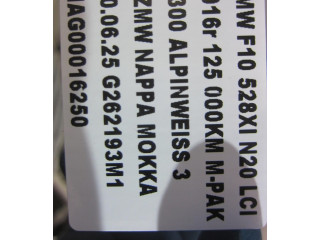 MW F10 528XI N20 LCI
016r 125 000KM M-PAK
300 ALPINWEISS 3
ZMW NAPPA MOKKA
0.06.25 G262193M1
JAG00016250